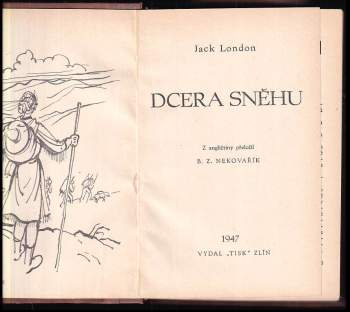 Jack London
DCERA SNĚHU
Z angličtiny přeložil
B. Z. NEKOVAŘÍK
1947
VYDAL „TISK" ZLÍN